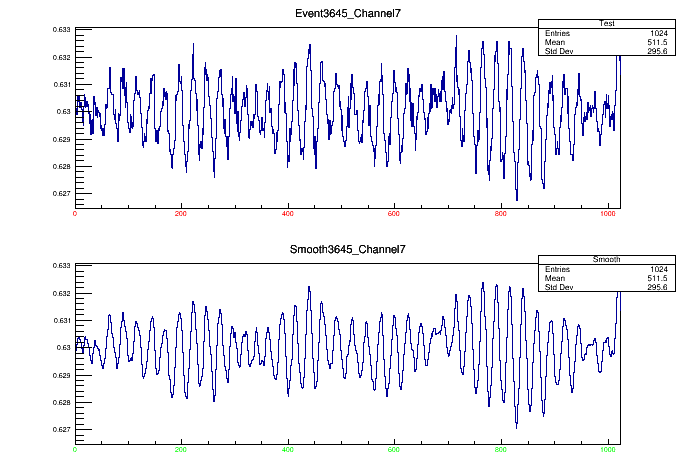 Event3645_Channel7
Test
Entries 1024
Mean 511.5
Std Dev 295.6
0.633
0.632
0.631
0.63
0.629
0.628
0.627
0 200 400 600 800 1000
Smooth3645_Channel7
Smooth
Entries 1024
Mean 511.5
Std Dev 295.6
0.633
0.632
0.631
0.63
0.629
0.628
0.627
0 200 400 600 800 1000